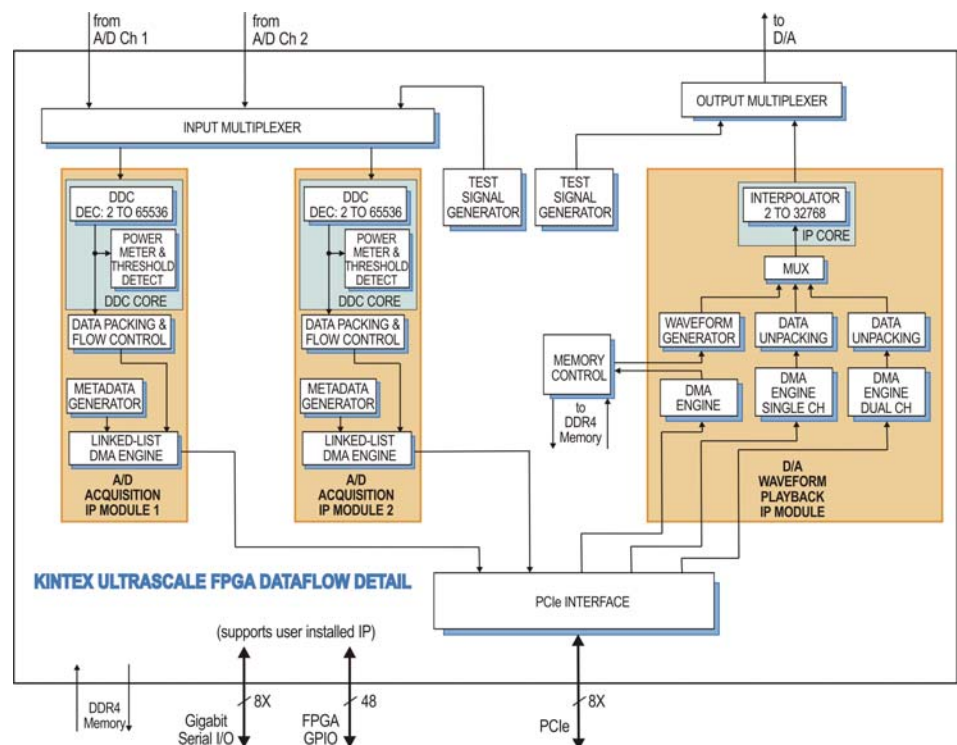 from
A/D Ch 1
from
A/D Ch 2
to
D/A
INPUT MULTIPLEXER
OUTPUT MULTIPLEXER
DDC
DEC: 2 TO 65536
POWER
METER &
THRESHOLD
DETECT
DDC CORE
DATA PACKING &
FLOW CONTROL
METADATA
GENERATOR
LINKED-LIST
DMA ENGINE
A/D
ACQUISITION
IP MODULE 1
DDC
DEC: 2 TO 65536
POWER
METER &
THRESHOLD
DETECT
DDC CORE
DATA PACKING &
FLOW CONTROL
METADATA
GENERATOR
LINKED-LIST
DMA ENGINE
A/D
ACQUISITION
IP MODULE 2
TEST
SIGNAL
GENERATOR
TEST
SIGNAL
GENERATOR
INTERPOLATOR
2 TO 32768
IP CORE
MUX
WAVEFORM
GENERATOR
DATA
UNPACKING
DATA
UNPACKING
MEMORY
CONTROL
to
DDR4
Memory
DMA
ENGINE
DMA
ENGINE
SINGLE CH
DMA
ENGINE
DUAL CH
D/A
WAVEFORM
PLAYBACK
IP MODULE
KINTEX ULTRASCALE FPGA DATAFLOW DETAIL
PCIe INTERFACE
(supports user installed IP)
DDR4
Memory
8X
Gigabit
Serial I/O
48
FPGA
GPIO
8X
PCIe